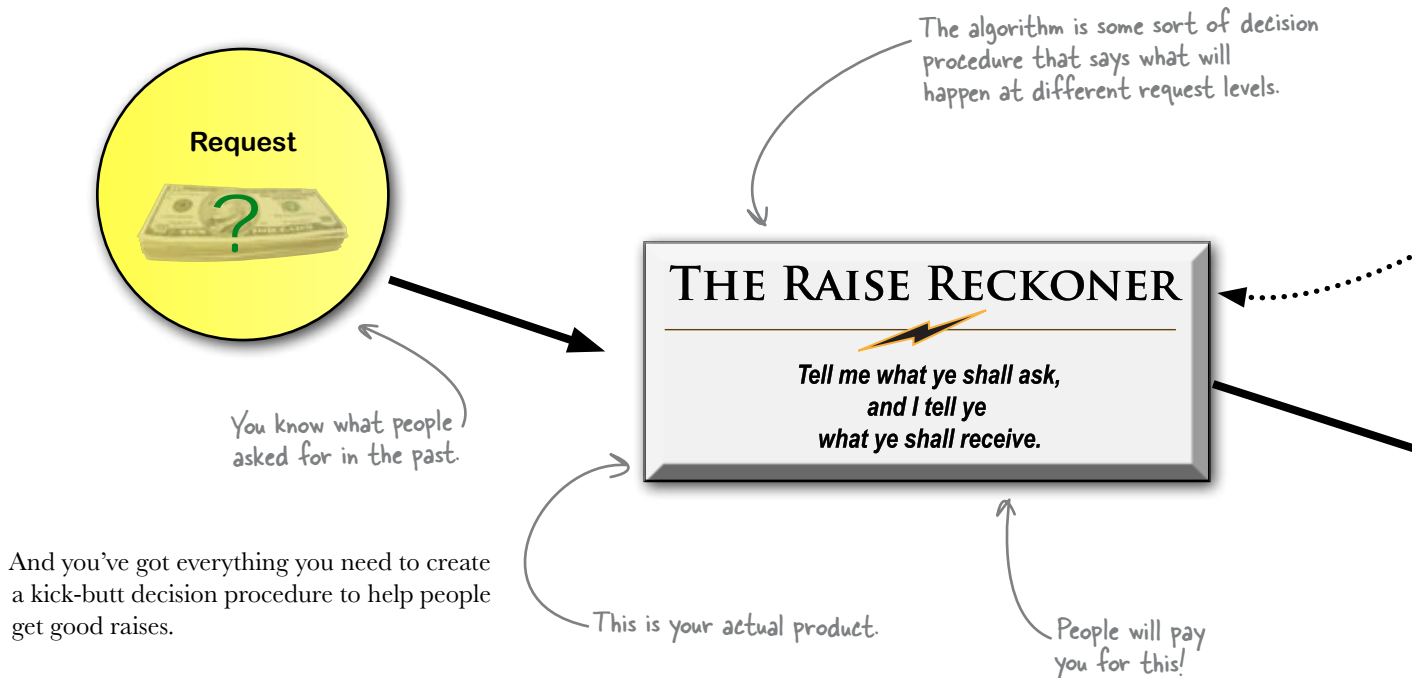 The algorithm is some sort of decision
procedure that says what will
happen at different request levels.
Request
?
THE RAISE RECKONER
Tell me what ye shall ask,
and I tell ye
what ye shall receive.
You know what people
asked for in the past.
And you’ve got everything you need to create
a kick-butt decision procedure to help people
get good raises.
This is your actual product.
People will pay
you for this!